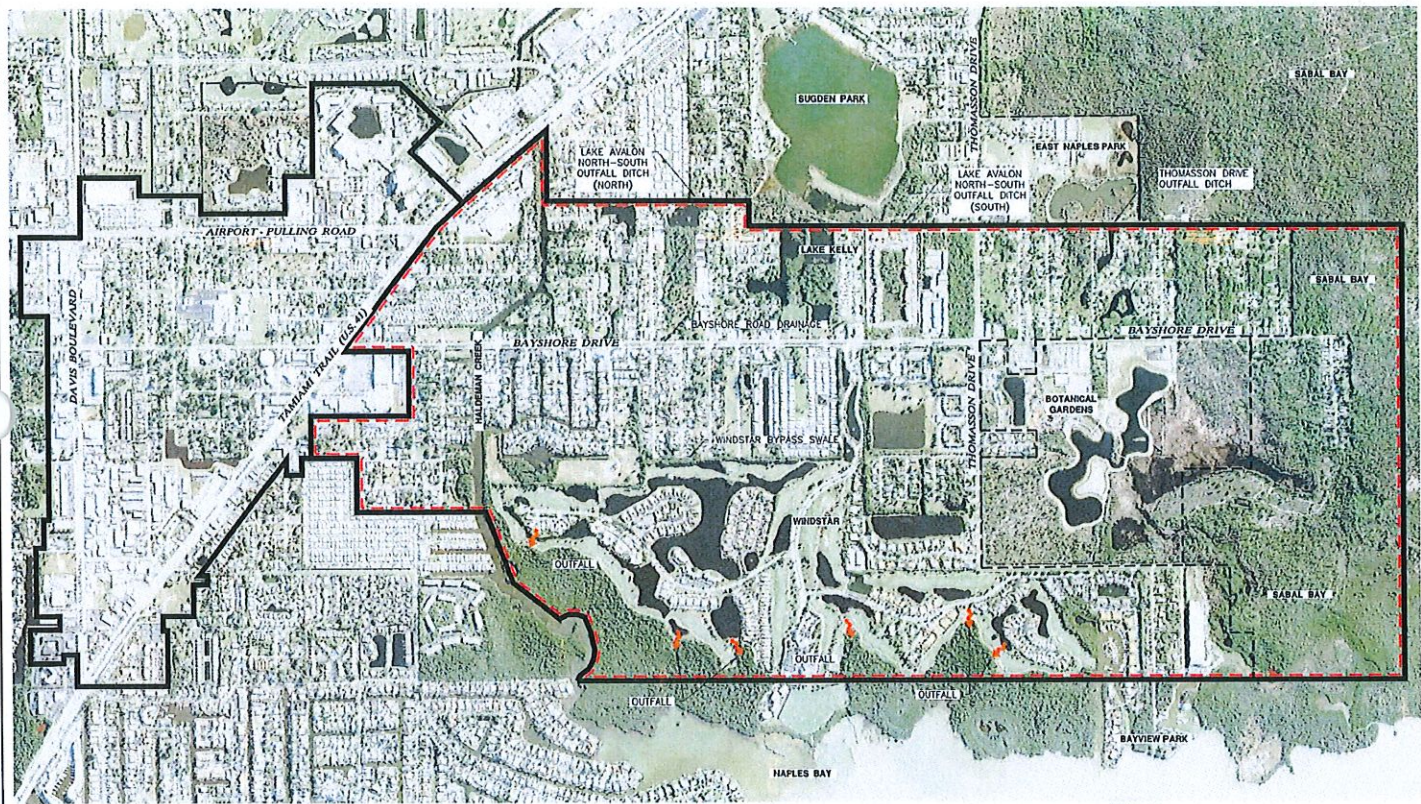 SABAL BAY
SUGDEN PARK
THOMASSON DRIVE
EAST NAPLES PARK
LAKE AVALON
NORTH-SOUTH
OUTFALL DITCH
(NORTH)
LAKE AVALON
NORTH-SOUTH
OUTFALL DITCH
(SOUTH)
THOMASSON DRIVE
OUTFALL DITCH
AIRPORT-PULLING ROAD
LAKE KELLY
SABAL BAY
DAVIS BOULEVARD
TAMIAMI TRAIL (US 41)
BAYSHORE ROAD DRAINAGE
BAYSHORE DRIVE
BAYSHORE DRIVE
HALDEMAN CREEK
THOMASSON DRIVE
BOTANICAL
GARDENS
WINDSTAR BYPASS SWALE
WINDSTAR
OUTFALL
SABAL BAY
OUTFALL
OUTFALL
OUTFALL
BAYVIEW PARK
NAPLES BAY